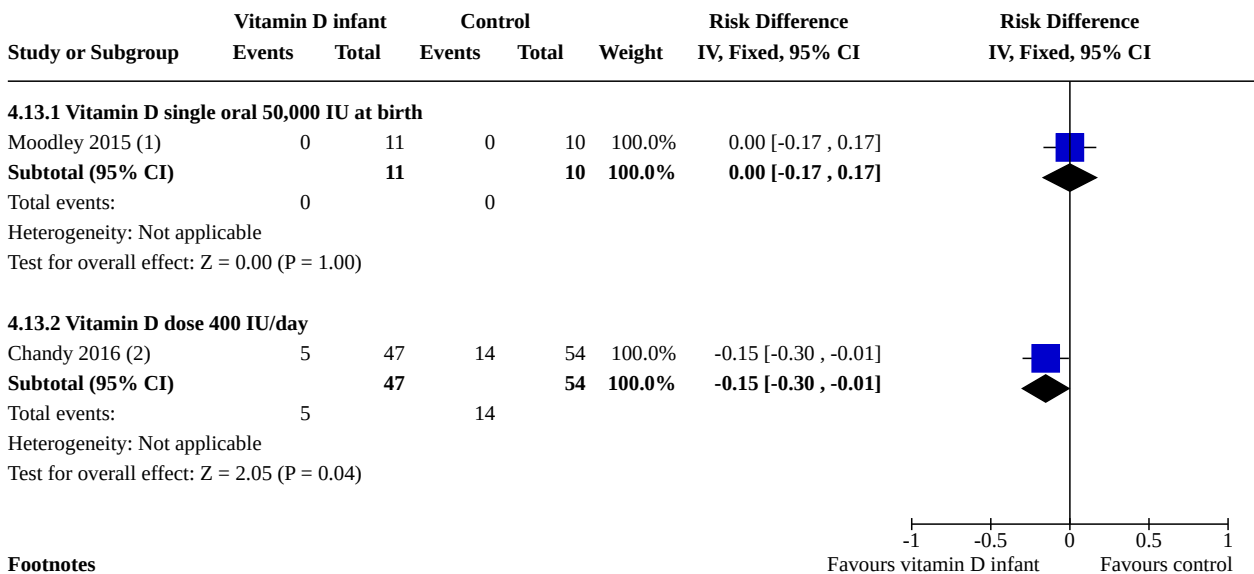 Vitamin D infant Control Risk Difference Risk Difference
Study or Subgroup Events Total Events Total Weight IV, Fixed, 95% CI IV, Fixed, 95% CI
4.13.1 Vitamin D single oral 50,000 IU at birth
Moodley 2015 (1) 0 11 0 10 100.0% 0.00 [-0.17 , 0.17]
Subtotal (95% CI) 11 10 100.0% 0.00 [-0.17 , 0.17]
Total events: 0 0
Heterogeneity: Not applicable
Test for overall effect: Z = 0.00 (P = 1.00)
4.13.2 Vitamin D dose 400 IU/day
Chandy 2016 (2) 5 47 14 54 100.0% -0.15 [-0.30 , -0.01]
Subtotal (95% CI) 47 54 100.0% -0.15 [-0.30 , -0.01]
Total events: 5 14
Heterogeneity: Not applicable
Test for overall effect: Z = 2.05 (P = 0.04)
-1 -0.5 0 0.5 1
Footnotes Favours vitamin D infant Favours control